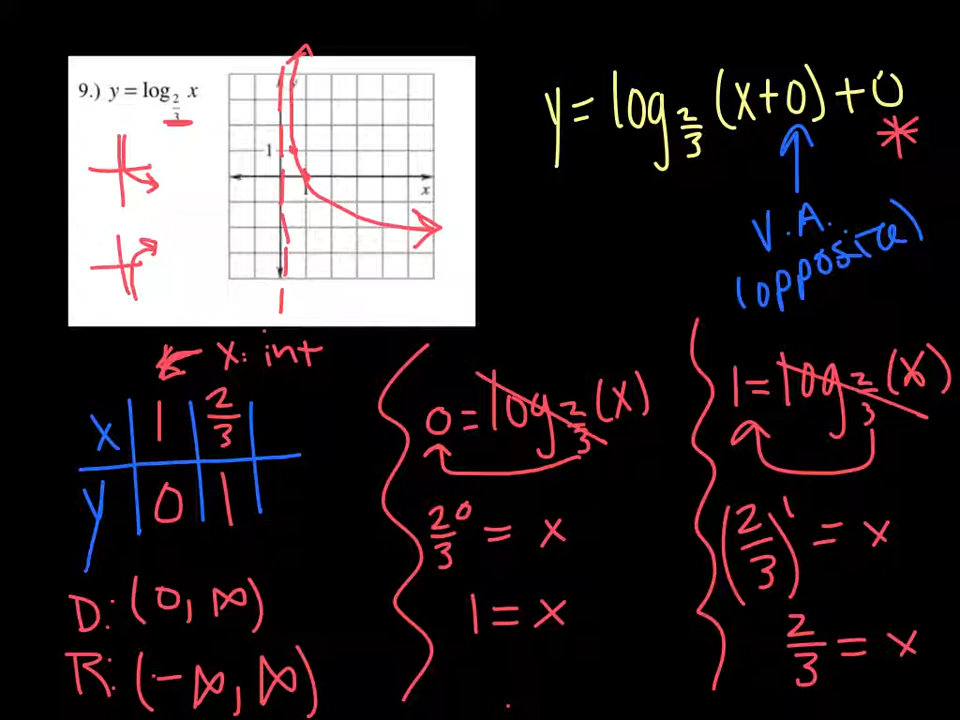 9.) y = log_{2/3} x
1
1
x
y = log_{2/3} (x+0) + 0
*
V.A.
(opposite)
← x: int
x | 1 | 2/3
y | 0 | 1
D: (0, ∞)
R: (-∞, ∞)
0 = log_{2/3} (x)
2/3^0 = x
1 = x
1 = log_{2/3} (x)
(2/3)^1 = x
2/3 = x